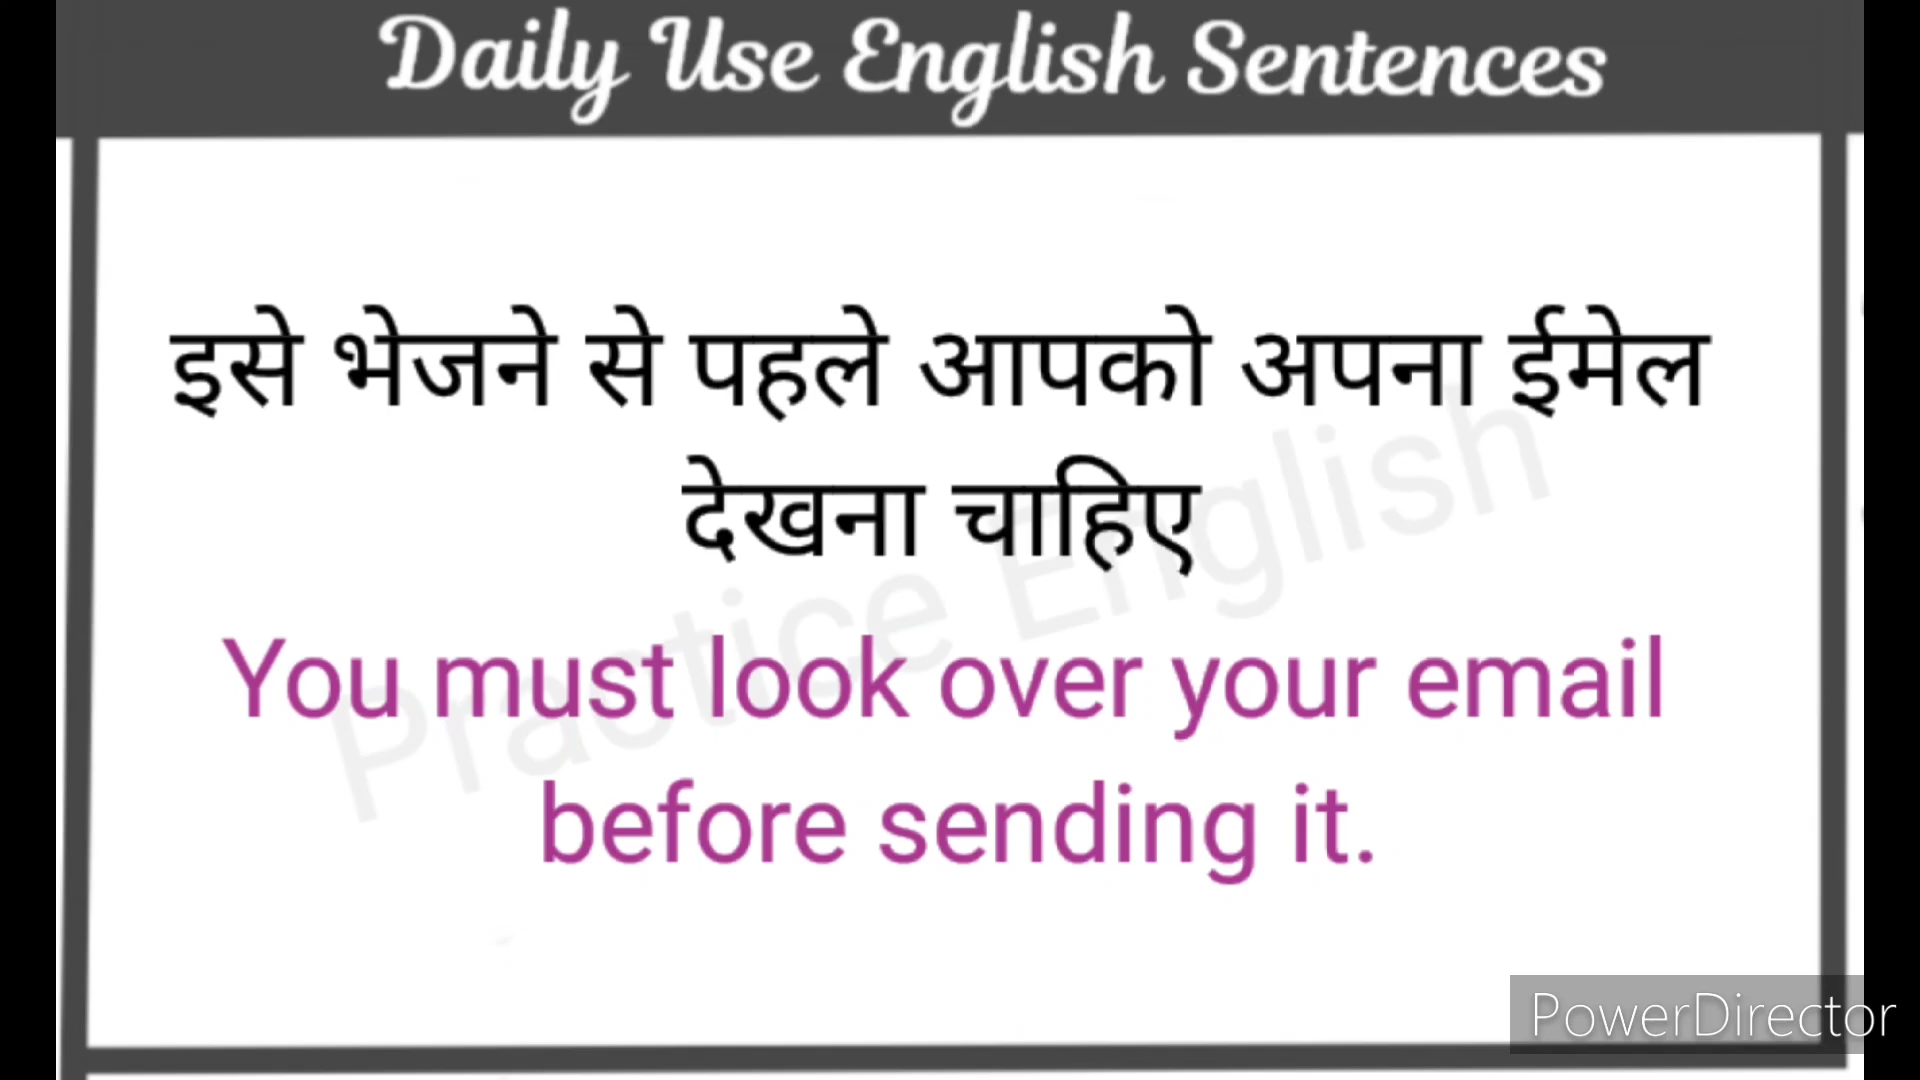 Daily Use English Sentences
इसे भेजने से पहले आपको अपना ईमेल
देखना चाहिए
You must look over your email
before sending it.
Practice English
PowerDirector